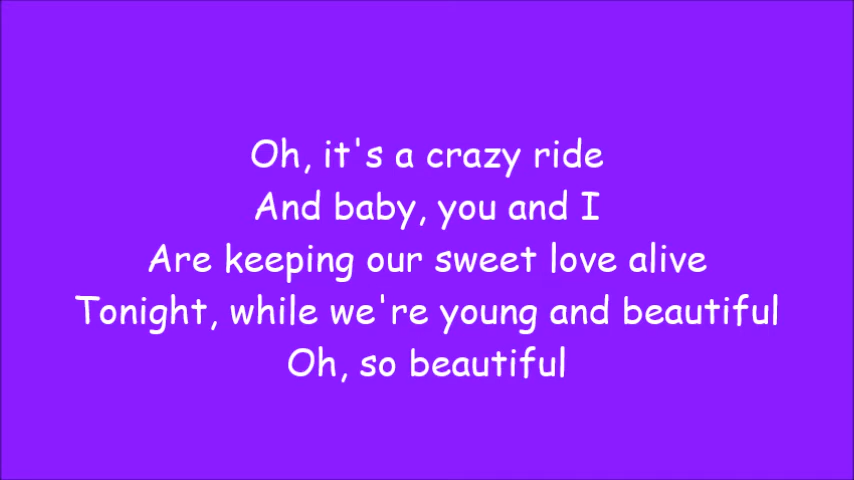 Oh, it's a crazy ride
And baby, you and I
Are keeping our sweet love alive
Tonight, while we're young and beautiful
Oh, so beautiful